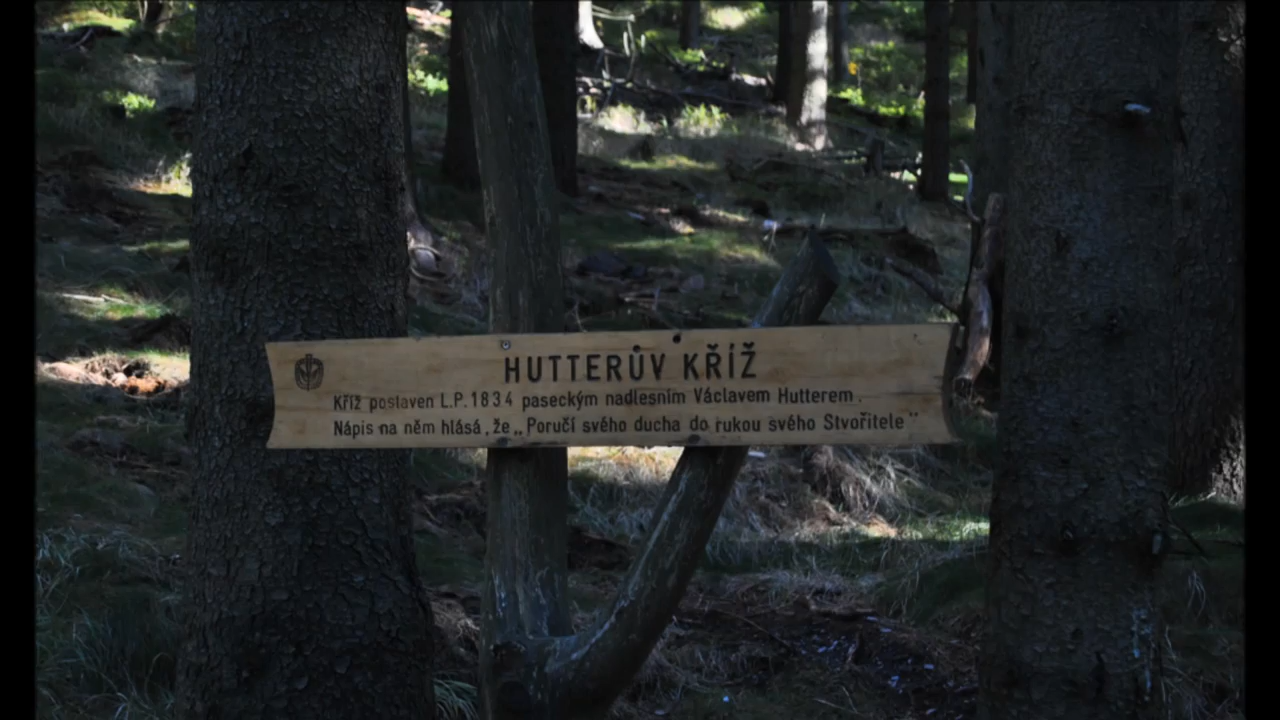 HUTTERŮV KŘÍŽ
Kříž postaven L.P. 1834 paseckým nadlesním Václavem Hutterem.
Nápis na něm hlásá, že „Poručí svého ducha do rukou svého Stvořitele"